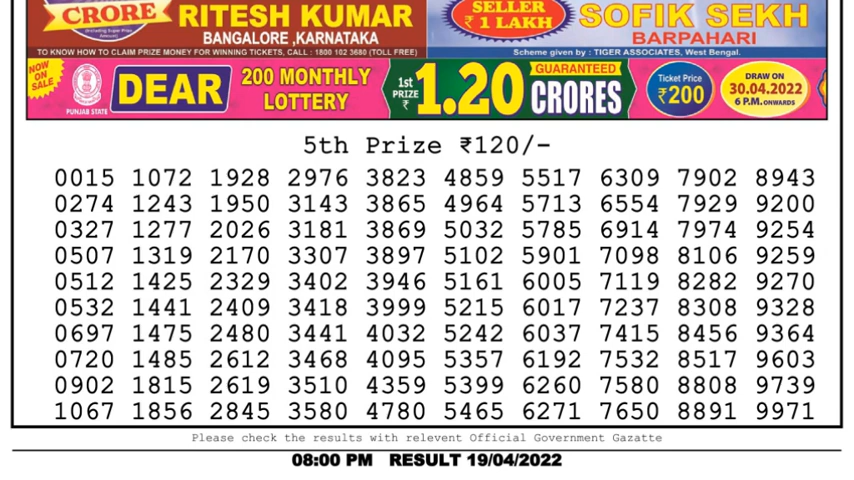 CRORE
(Including Super Prize Amount)
RITESH KUMAR
BANGALORE ,KARNATAKA
SELLER
₹ 1 LAKH
SOFIK SEKH
BARPAHARI
TO KNOW HOW TO CLAIM PRIZE MONEY FOR WINNING TICKETS, CALL : 1800 102 3680 (TOLL FREE)
Scheme given by : TIGER ASSOCIATES, West Bengal.
NOW ON SALE
PUNJAB STATE
DEAR
200 MONTHLY
LOTTERY
1st PRIZE ₹
1.20
GUARANTEED
CRORES
Ticket Price
₹200
DRAW ON
30.04.2022
6 P.M. ONWARDS
5th Prize ₹120/-
0015 1072 1928 2976 3823 4859 5517 6309 7902 8943
0274 1243 1950 3143 3865 4964 5713 6554 7929 9200
0327 1277 2026 3181 3869 5032 5785 6914 7974 9254
0507 1319 2170 3307 3897 5102 5901 7098 8106 9259
0512 1425 2329 3402 3946 5161 6005 7119 8282 9270
0532 1441 2409 3418 3999 5215 6017 7237 8308 9328
0697 1475 2480 3441 4032 5242 6037 7415 8456 9364
0720 1485 2612 3468 4095 5357 6192 7532 8517 9603
0902 1815 2619 3510 4359 5399 6260 7580 8808 9739
1067 1856 2845 3580 4780 5465 6271 7650 8891 9971
Please check the results with relevent Official Government Gazatte
08:00 PM RESULT 19/04/2022